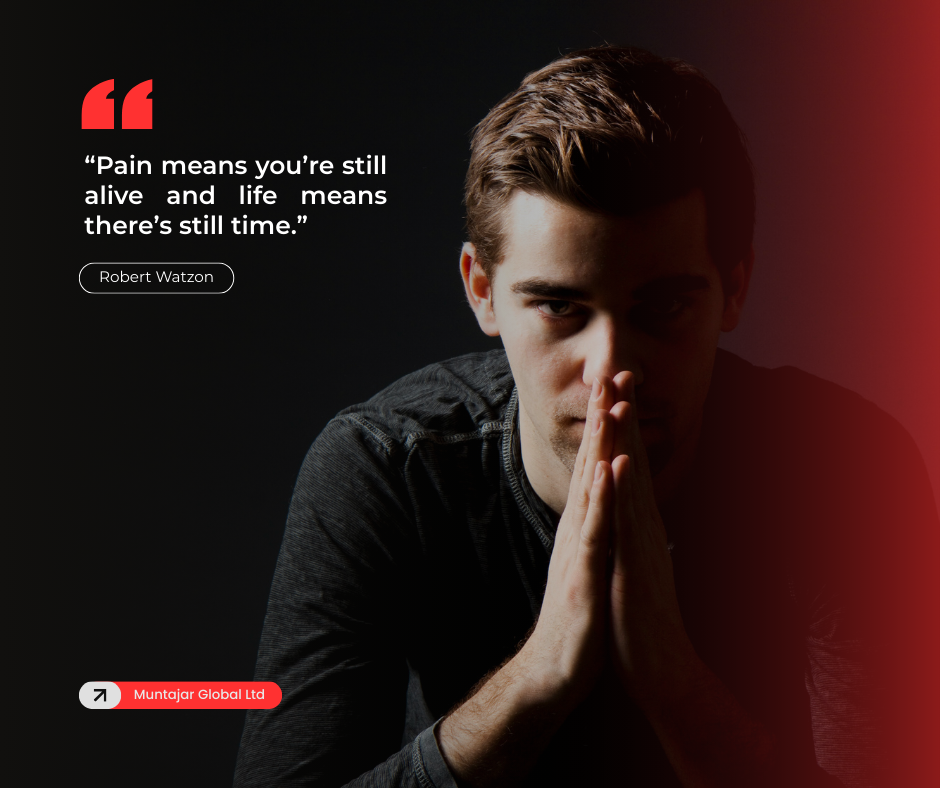 “Pain means you’re still
alive and life means
there’s still time.”
Robert Watzon
Muntajar Global Ltd